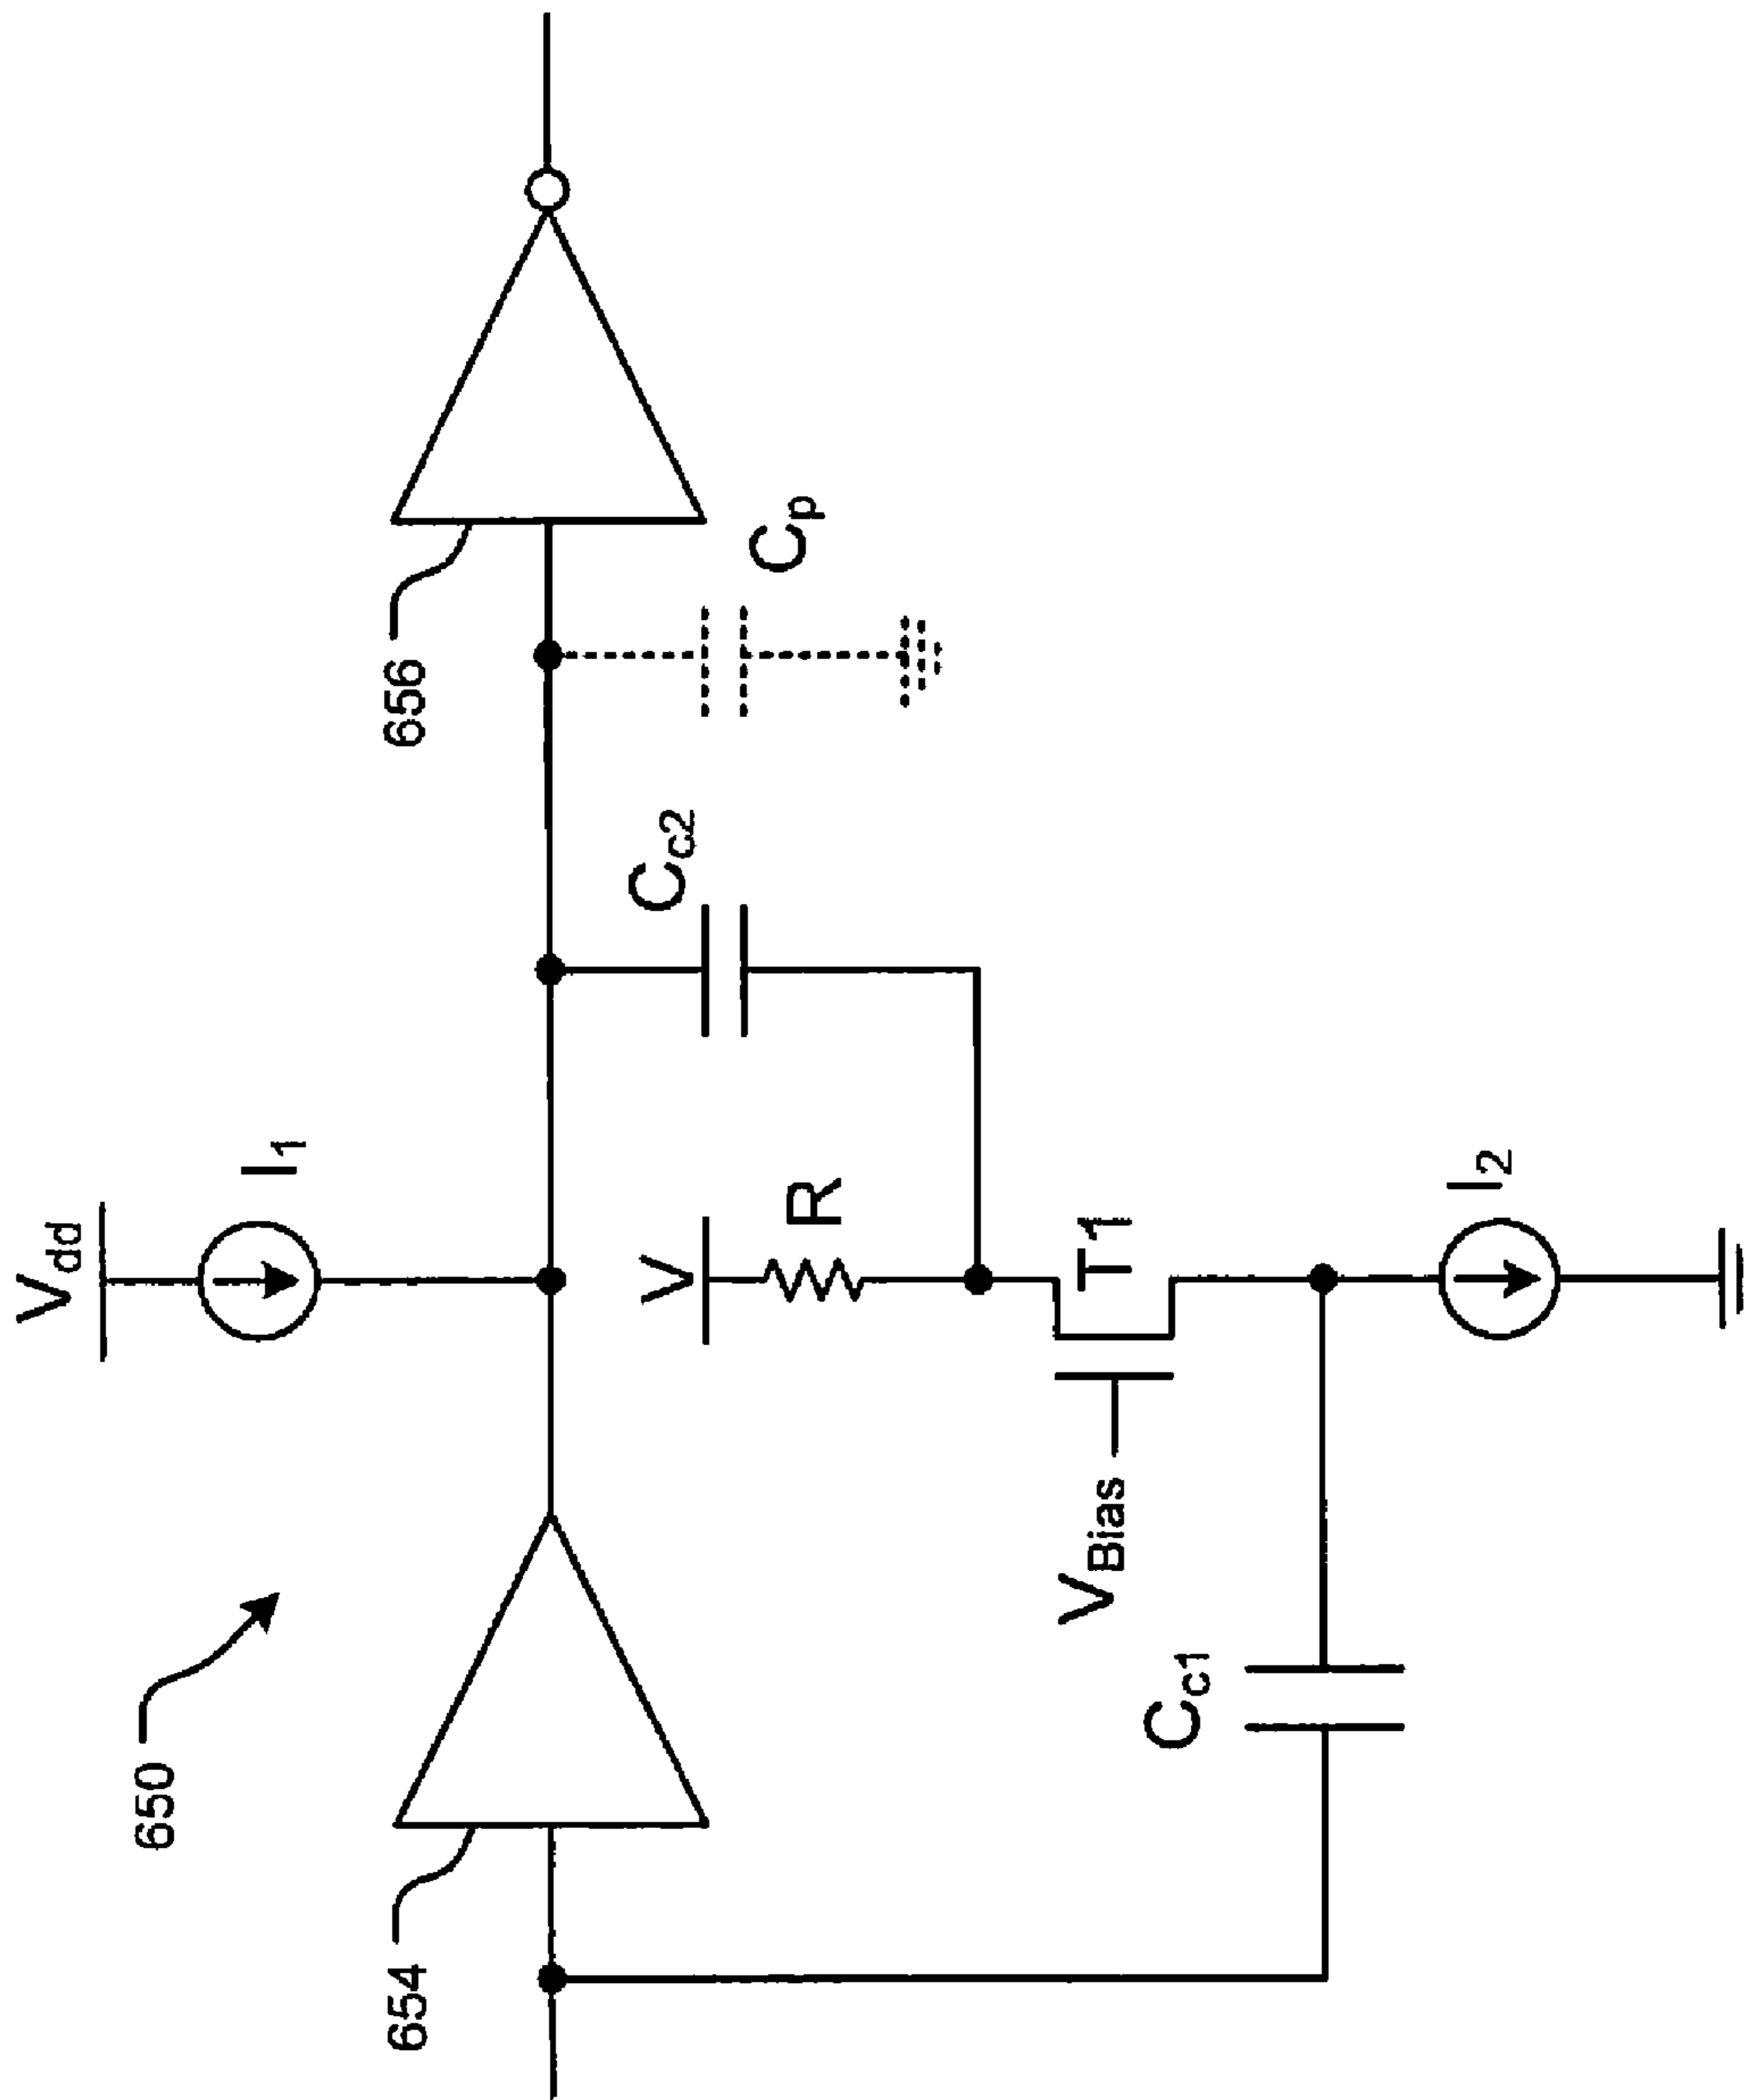 650
V_dd
I_1
654
656
V
R
C_c2
C_p
V_Bias
T1
C_c1
I_2